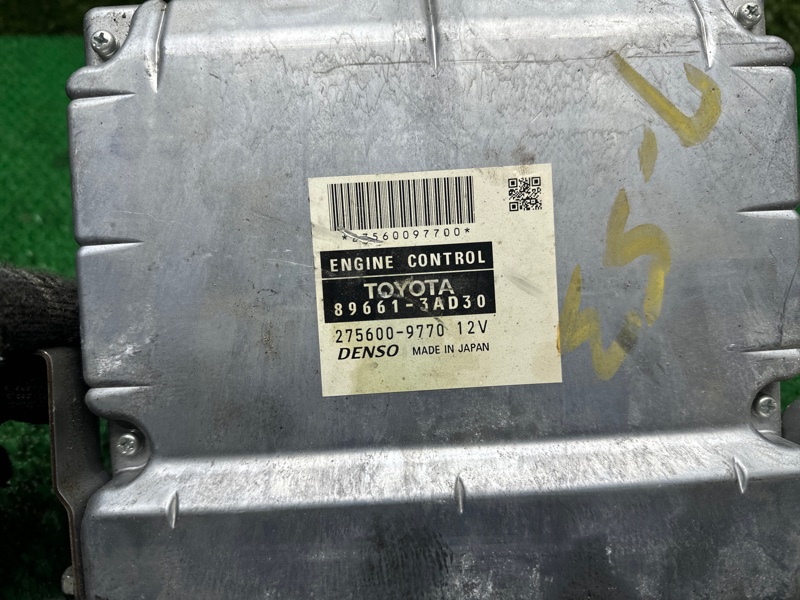 *27560097700*
ENGINE CONTROL
TOYOTA
89661-3AD30
275600-9770 12V
DENSO MADE IN JAPAN